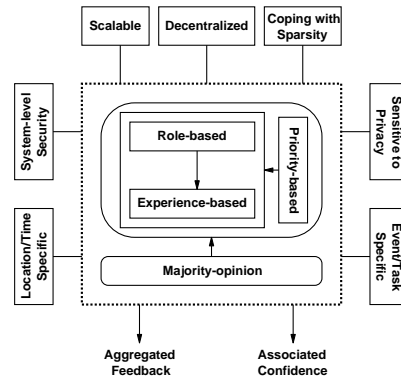 Scalable
Decentralized
Coping with
Sparsity
System-level
Security
Sensitive to
Privacy
Role-based
Priority-based
Experience-based
Location/Time
Specific
Event/Task
Specific
Majority-opinion
Aggregated
Feedback
Associated
Confidence